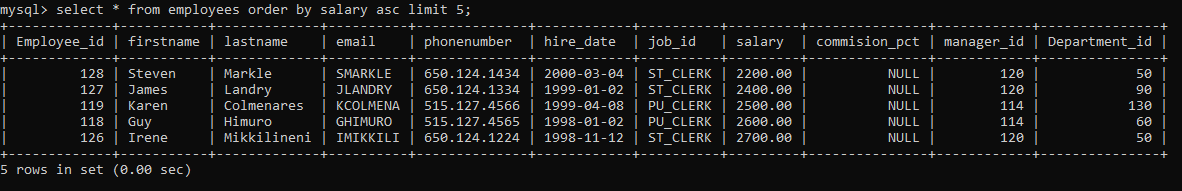 mysql> select * from employees order by salary asc limit 5;
+-------------+-----------+-------------+----------+--------------+------------+----------+---------+---------------+------------+---------------+
| Employee_id | firstname | lastname    | email    | phonenumber  | hire_date  | job_id   | salary  | commision_pct | manager_id | Department_id |
+-------------+-----------+-------------+----------+--------------+------------+----------+---------+---------------+------------+---------------+
|         128 | Steven    | Markle      | SMARKLE  | 650.124.1434 | 2000-03-04 | ST_CLERK | 2200.00 |          NULL |        120 |            50 |
|         127 | James     | Landry      | JLANDRY  | 650.124.1334 | 1999-01-02 | ST_CLERK | 2400.00 |          NULL |        120 |            90 |
|         119 | Karen     | Colmenares  | KCOLMENA | 515.127.4566 | 1999-04-08 | PU_CLERK | 2500.00 |          NULL |        114 |           130 |
|         118 | Guy       | Himuro      | GHIMURO  | 515.127.4565 | 1998-01-02 | PU_CLERK | 2600.00 |          NULL |        114 |            60 |
|         126 | Irene     | Mikkilineni | IMIKKILI | 650.124.1224 | 1998-11-12 | ST_CLERK | 2700.00 |          NULL |        120 |            50 |
+-------------+-----------+-------------+----------+--------------+------------+----------+---------+---------------+------------+---------------+
5 rows in set (0.00 sec)